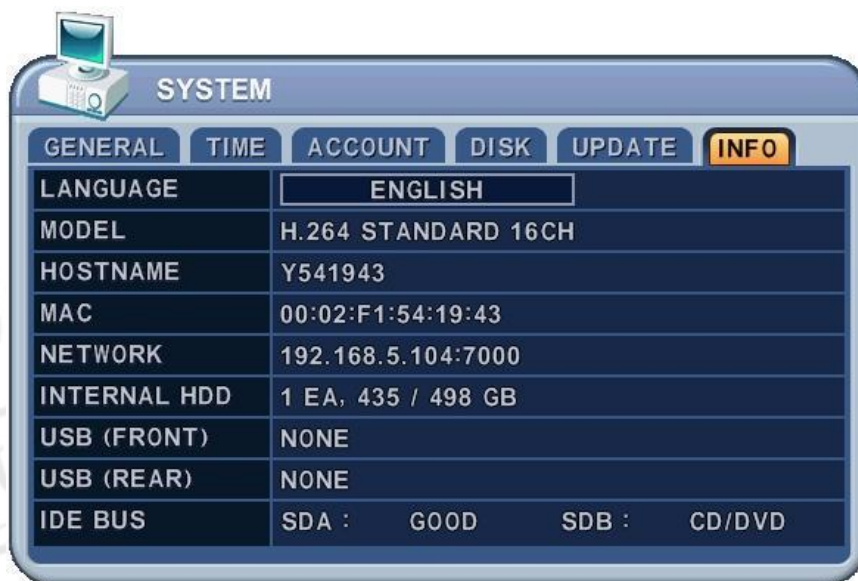 SYSTEM
GENERAL TIME ACCOUNT DISK UPDATE INFO
LANGUAGE ENGLISH
MODEL H.264 STANDARD 16CH
HOSTNAME Y541943
MAC 00:02:F1:54:19:43
NETWORK 192.168.5.104:7000
INTERNAL HDD 1 EA, 435 / 498 GB
USB (FRONT) NONE
USB (REAR) NONE
IDE BUS SDA : GOOD SDB : CD/DVD